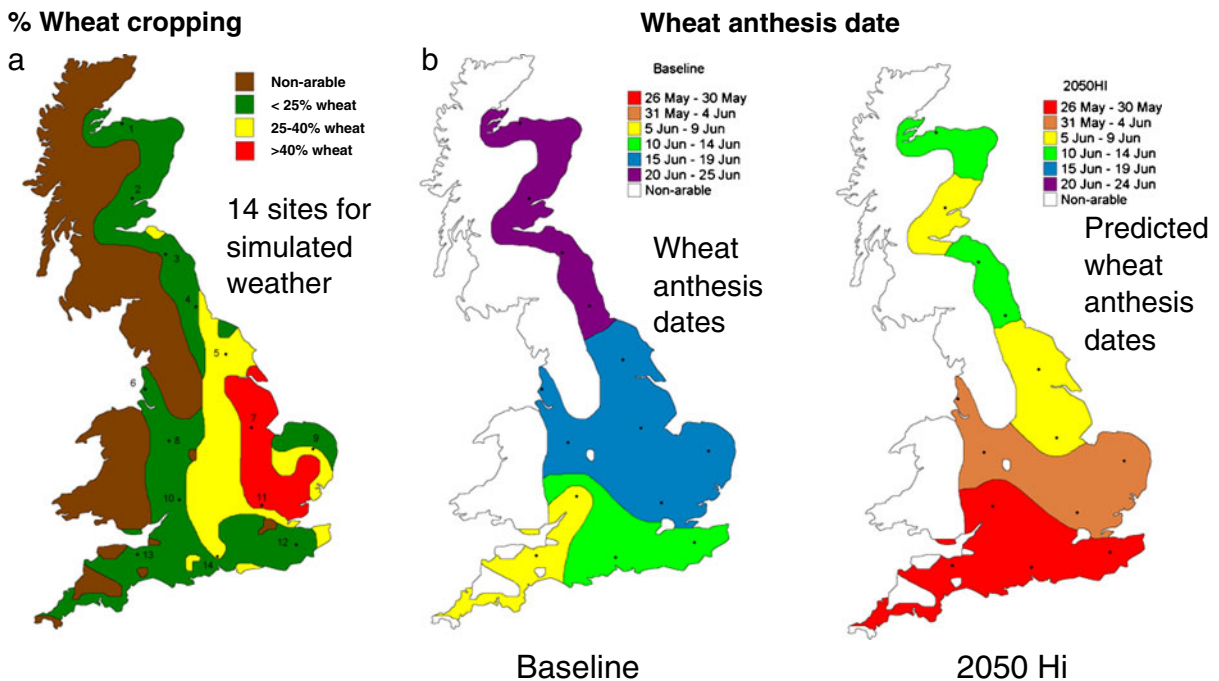 % Wheat cropping
Wheat anthesis date
a
Non-arable
< 25% wheat
25-40% wheat
>40% wheat
14 sites for
simulated
weather
1
2
3
4
5
6
7
8
9
10
11
12
13
14
b
Baseline
26 May - 30 May
31 May - 4 Jun
5 Jun - 9 Jun
10 Jun - 14 Jun
15 Jun - 19 Jun
20 Jun - 25 Jun
Non-arable
Wheat
anthesis
dates
Baseline
2050HI
26 May - 30 May
31 May - 4 Jun
5 Jun - 9 Jun
10 Jun - 14 Jun
15 Jun - 19 Jun
20 Jun - 24 Jun
Non-arable
Predicted
wheat
anthesis
dates
2050 Hi